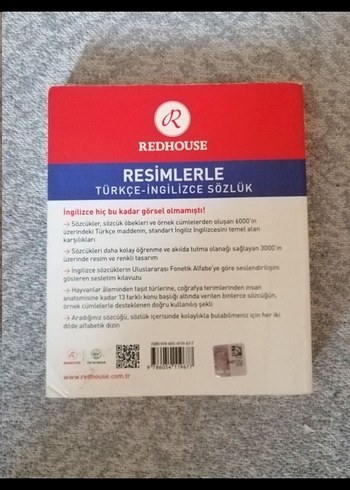 R
REDHOUSE
RESİMLERLE
TÜRKÇE-İNGİLİZCE SÖZLÜK
İngilizce hiç bu kadar görsel olmamıştı!
→ Sözcükler, sözcük öbekleri ve örnek cümlelerden oluşan 6000'in
üzerindeki Türkçe maddenin, standart İngiliz İngilizcesini temel alan
karşılıkları
→ Sözcükleri daha kolay öğrenme ve akılda tutma olanağı sağlayan 3000'in
üzerinde resim ve renkli tasarım
→ İngilizce sözcüklerin Uluslararası Fonetik Alfabe'ye göre seslendirilişini
gösteren sesletim kılavuzu
→ Hayvanlar âleminden taşıt türlerine, coğrafya terimlerinden insan
anatomisine kadar 13 farklı konu başlığı altında verilen binlerce sözcüğün,
örnek cümlelerle desteklenen doğru kullanılış şekli
→ Aradığınız sözcüğü, sözlük içerisinde kolaylıkla bulabilmeniz için her iki
dilde alfabetik dizin
9 786054 119677
www.redhouse.com.tr